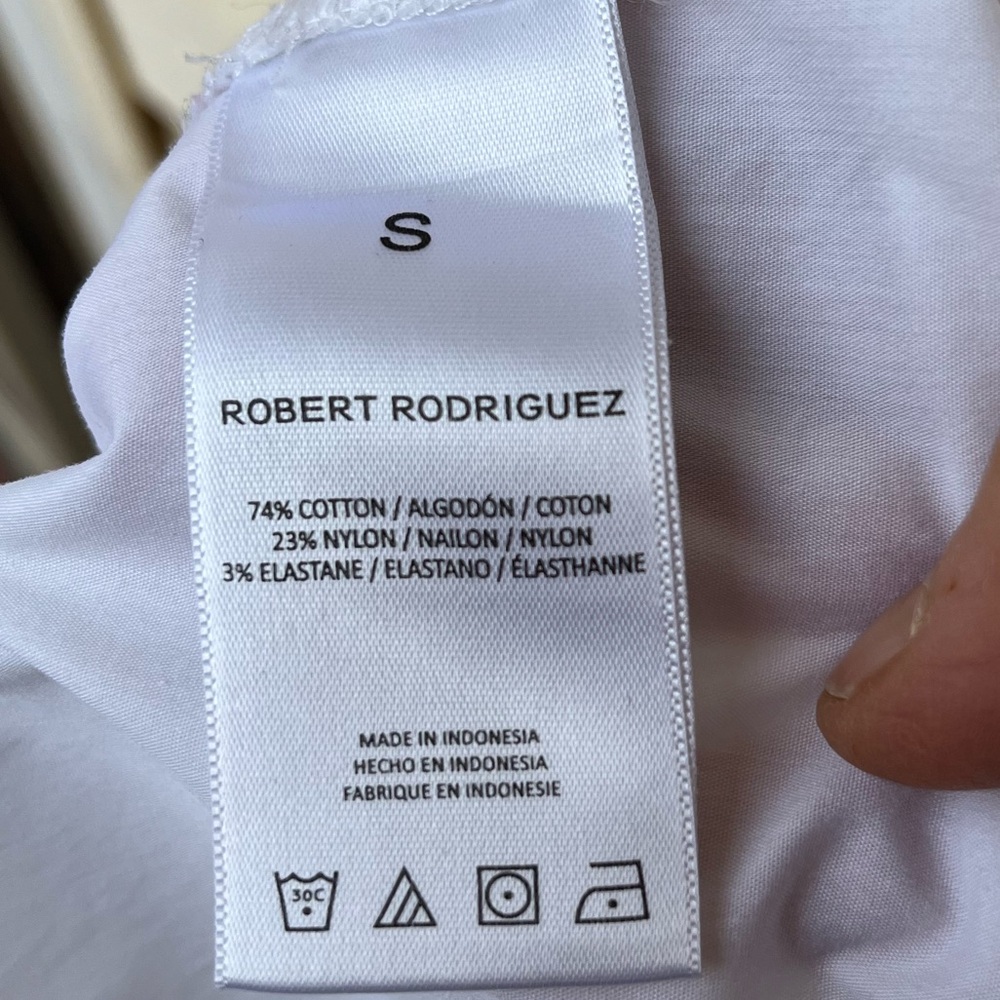 S
ROBERT RODRIGUEZ
74% COTTON / ALGODÓN / COTON
23% NYLON / NAILON / NYLON
3% ELASTANE / ELASTANO / ÉLASTHANNE
MADE IN INDONESIA
HECHO EN INDONESIA
FABRIQUE EN INDONESIE
30C